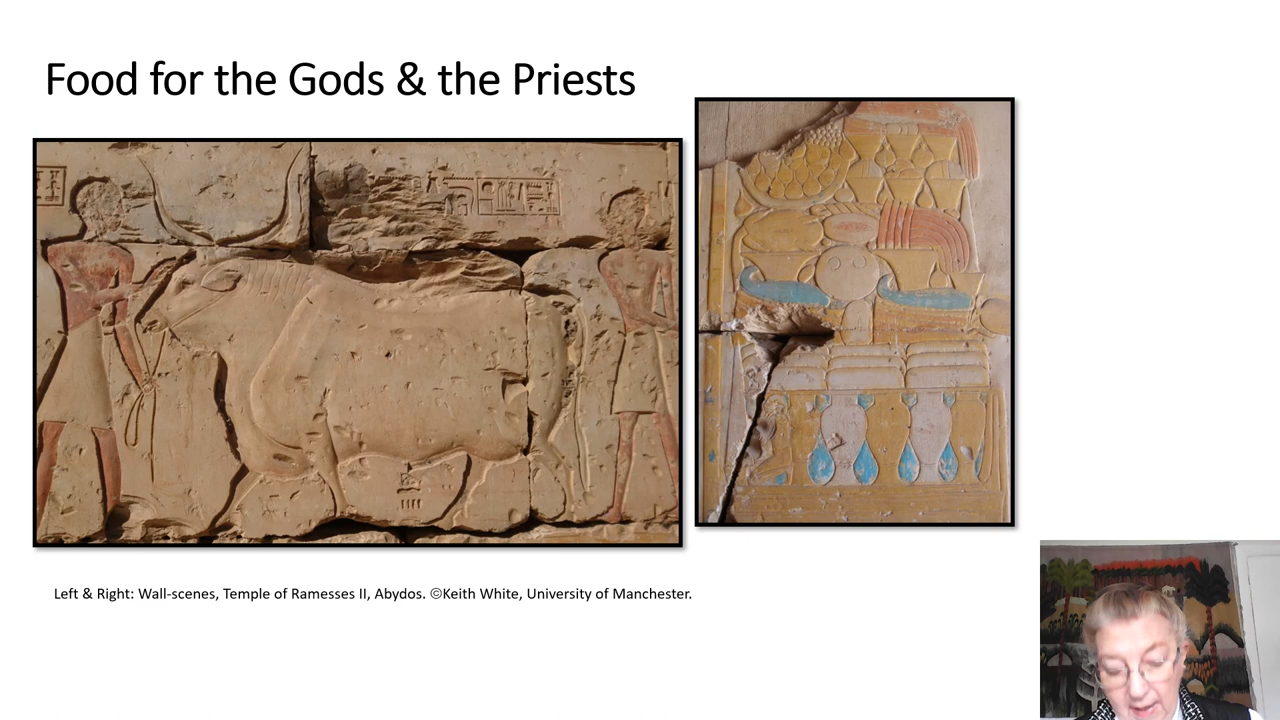 Food for the Gods & the Priests
Left & Right: Wall-scenes, Temple of Ramesses II, Abydos. ©Keith White, University of Manchester.